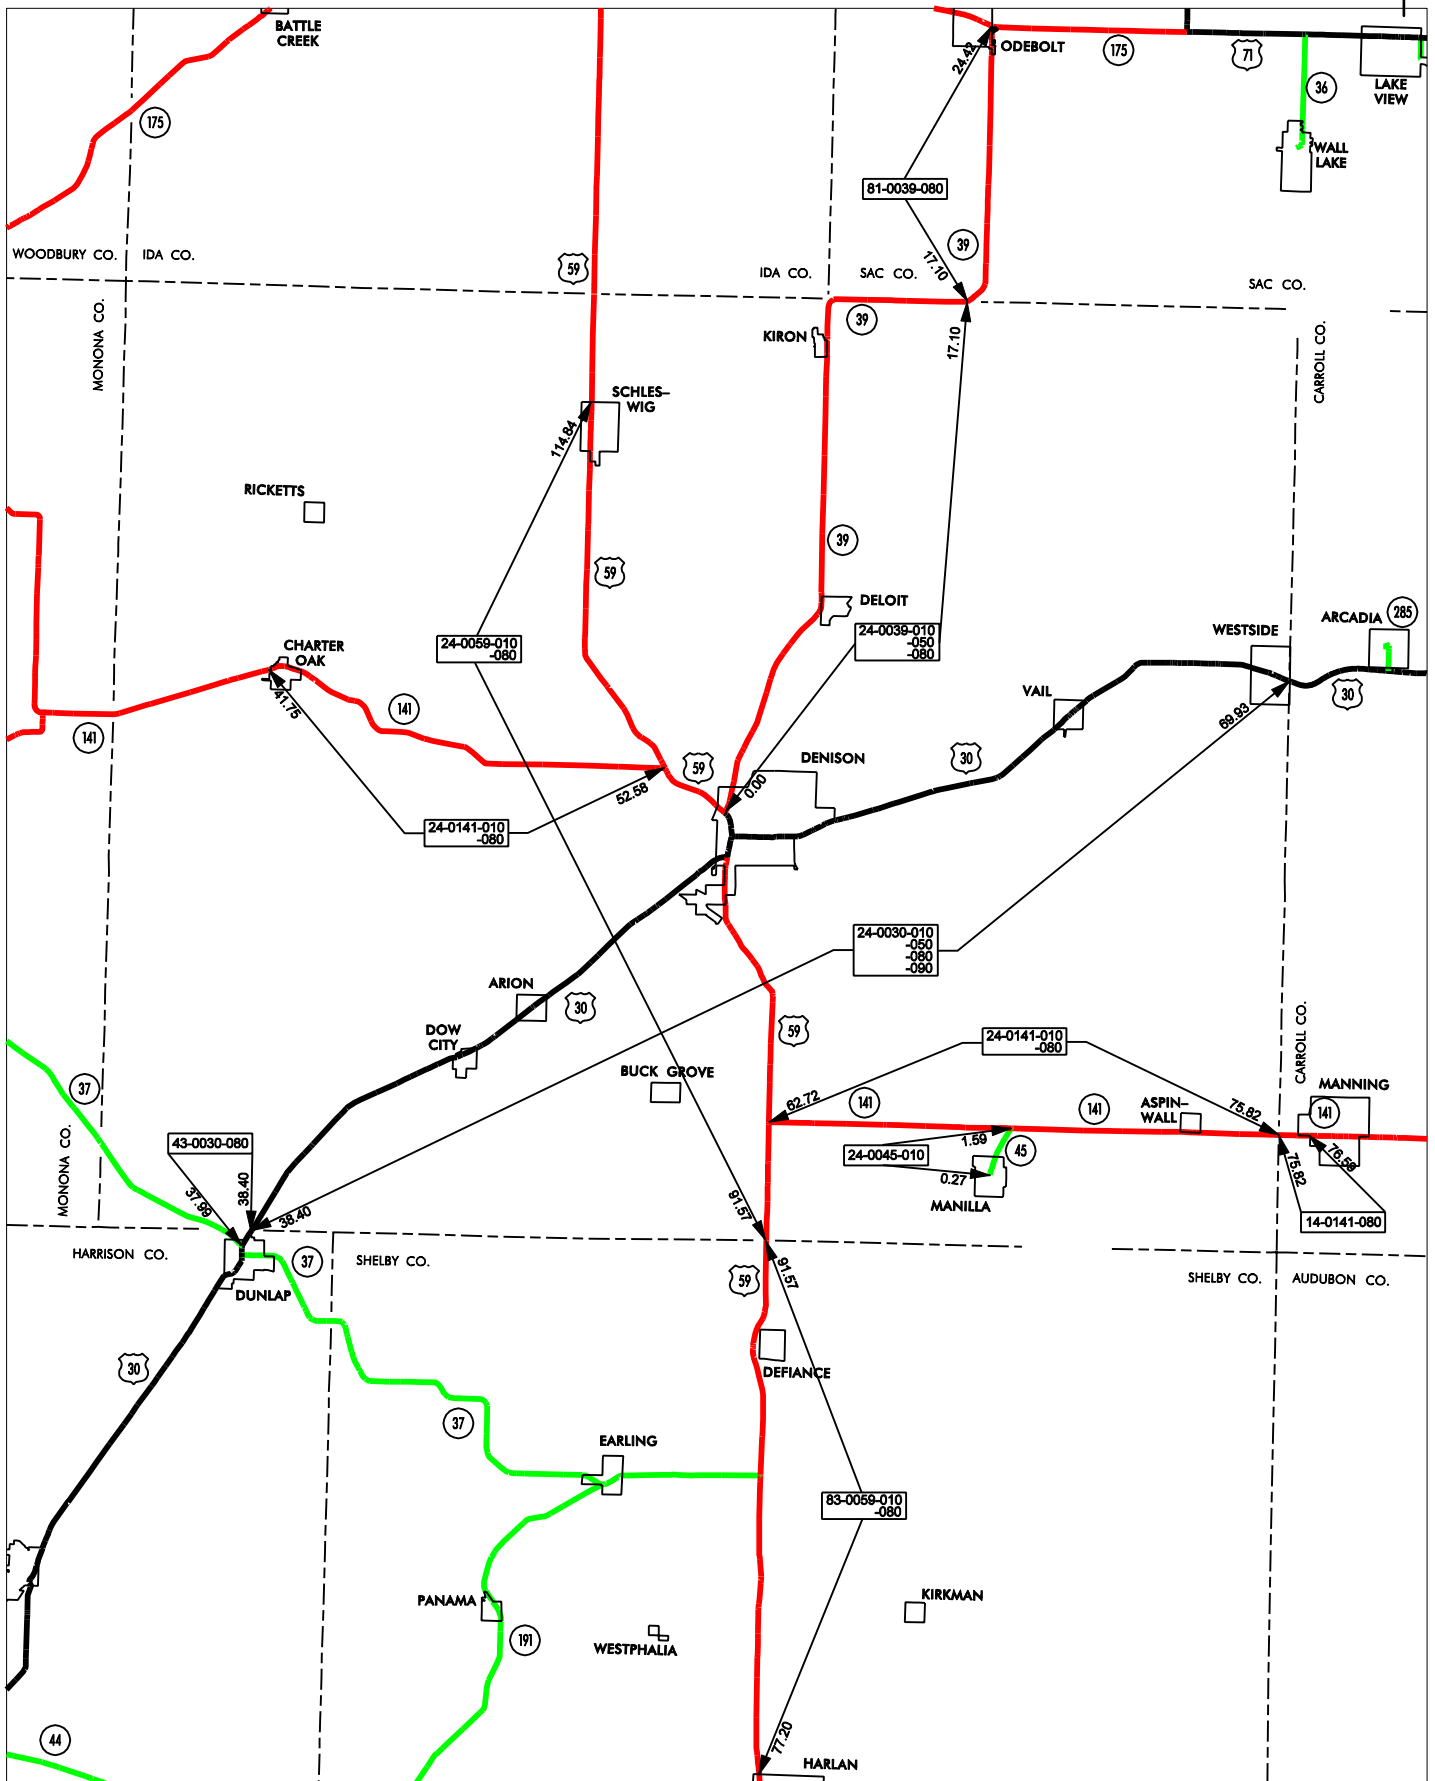 BATTLE
CREEK
ODEBOLT
175
71
LAKE
VIEW
36
24.42
175
WALL
LAKE
81-0039-080
39
17.10
WOODBURY CO.
IDA CO.
59
IDA CO.
SAC CO.
SAC CO.
MONONA CO.
39
KIRON
17.10
CARROLL CO.
SCHLES–
WIG
114.84
RICKETTS
39
59
DELOIT
24-0039-010
-050
-080
ARCADIA
285
WESTSIDE
24-0059-010
-080
CHARTER
OAK
41.75
141
141
VAIL
30
69.93
59
DENISON
30
0.00
52.58
24-0141-010
-080
24-0030-010
-050
-080
-090
ARION
30
DOW
CITY
59
24-0141-010
-080
CARROLL CO.
BUCK GROVE
37
62.72
141
141
ASPIN–
WALL
75.82
MANNING
141
MONONA CO.
43-0030-080
24-0045-010
1.59
45
0.27
MANILLA
76.59
75.82
14-0141-080
37.99
38.40
38.40
91.57
HARRISON CO.
37
SHELBY CO.
91.57
59
SHELBY CO.
AUDUBON CO.
DUNLAP
30
DEFIANCE
37
EARLING
83-0059-010
-080
PANAMA
KIRKMAN
191
WESTPHALIA
44
77.20
HARLAN